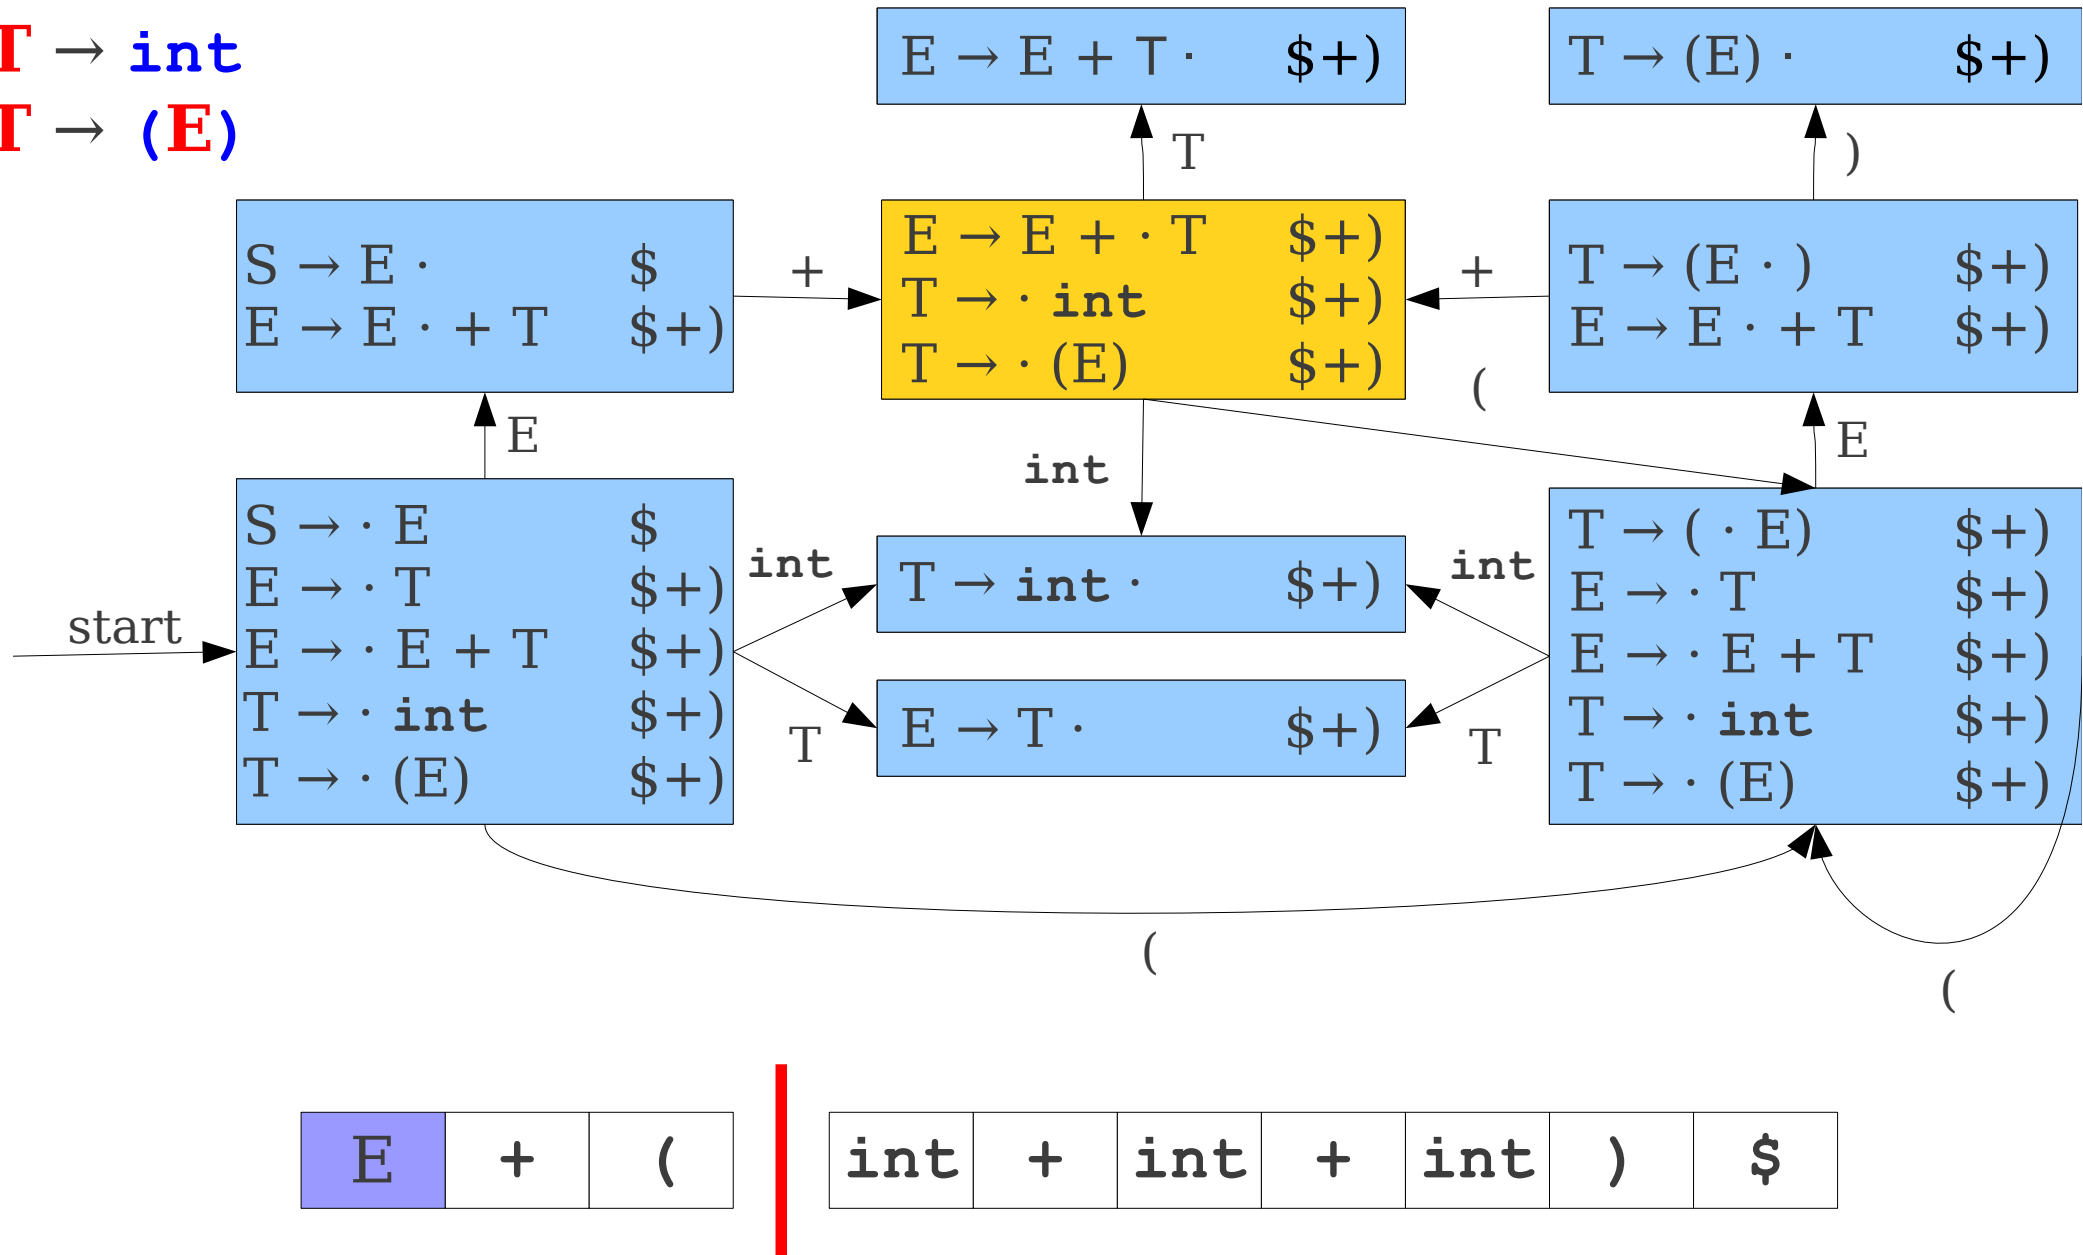 T → int
T → (E)
E → E + T · $+)
T → (E) · $+)
T
)
S → E · $
E → E · + T $+)
+
E → E + · T $+)
T → · int $+)
T → · (E) $+)
+
T → (E · ) $+)
E → E · + T $+)
(
E
int
E
S → · E $
E → · T $+)
E → · E + T $+)
T → · int $+)
T → · (E) $+)
start
int
T
T → int · $+)
E → T · $+)
int
T
T → ( · E) $+)
E → · T $+)
E → · E + T $+)
T → · int $+)
T → · (E) $+)
(
(
E + ( int + int + int ) $